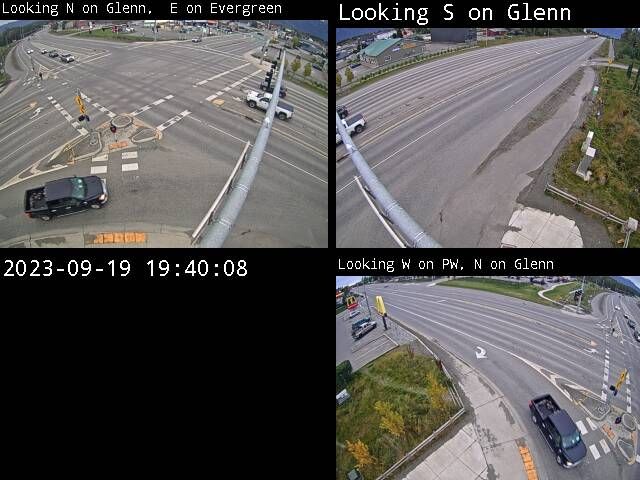 Looking N on Glenn,  E on Evergreen
Looking S on Glenn
2023-09-19 19:40:08
Looking W on PW, N on Glenn